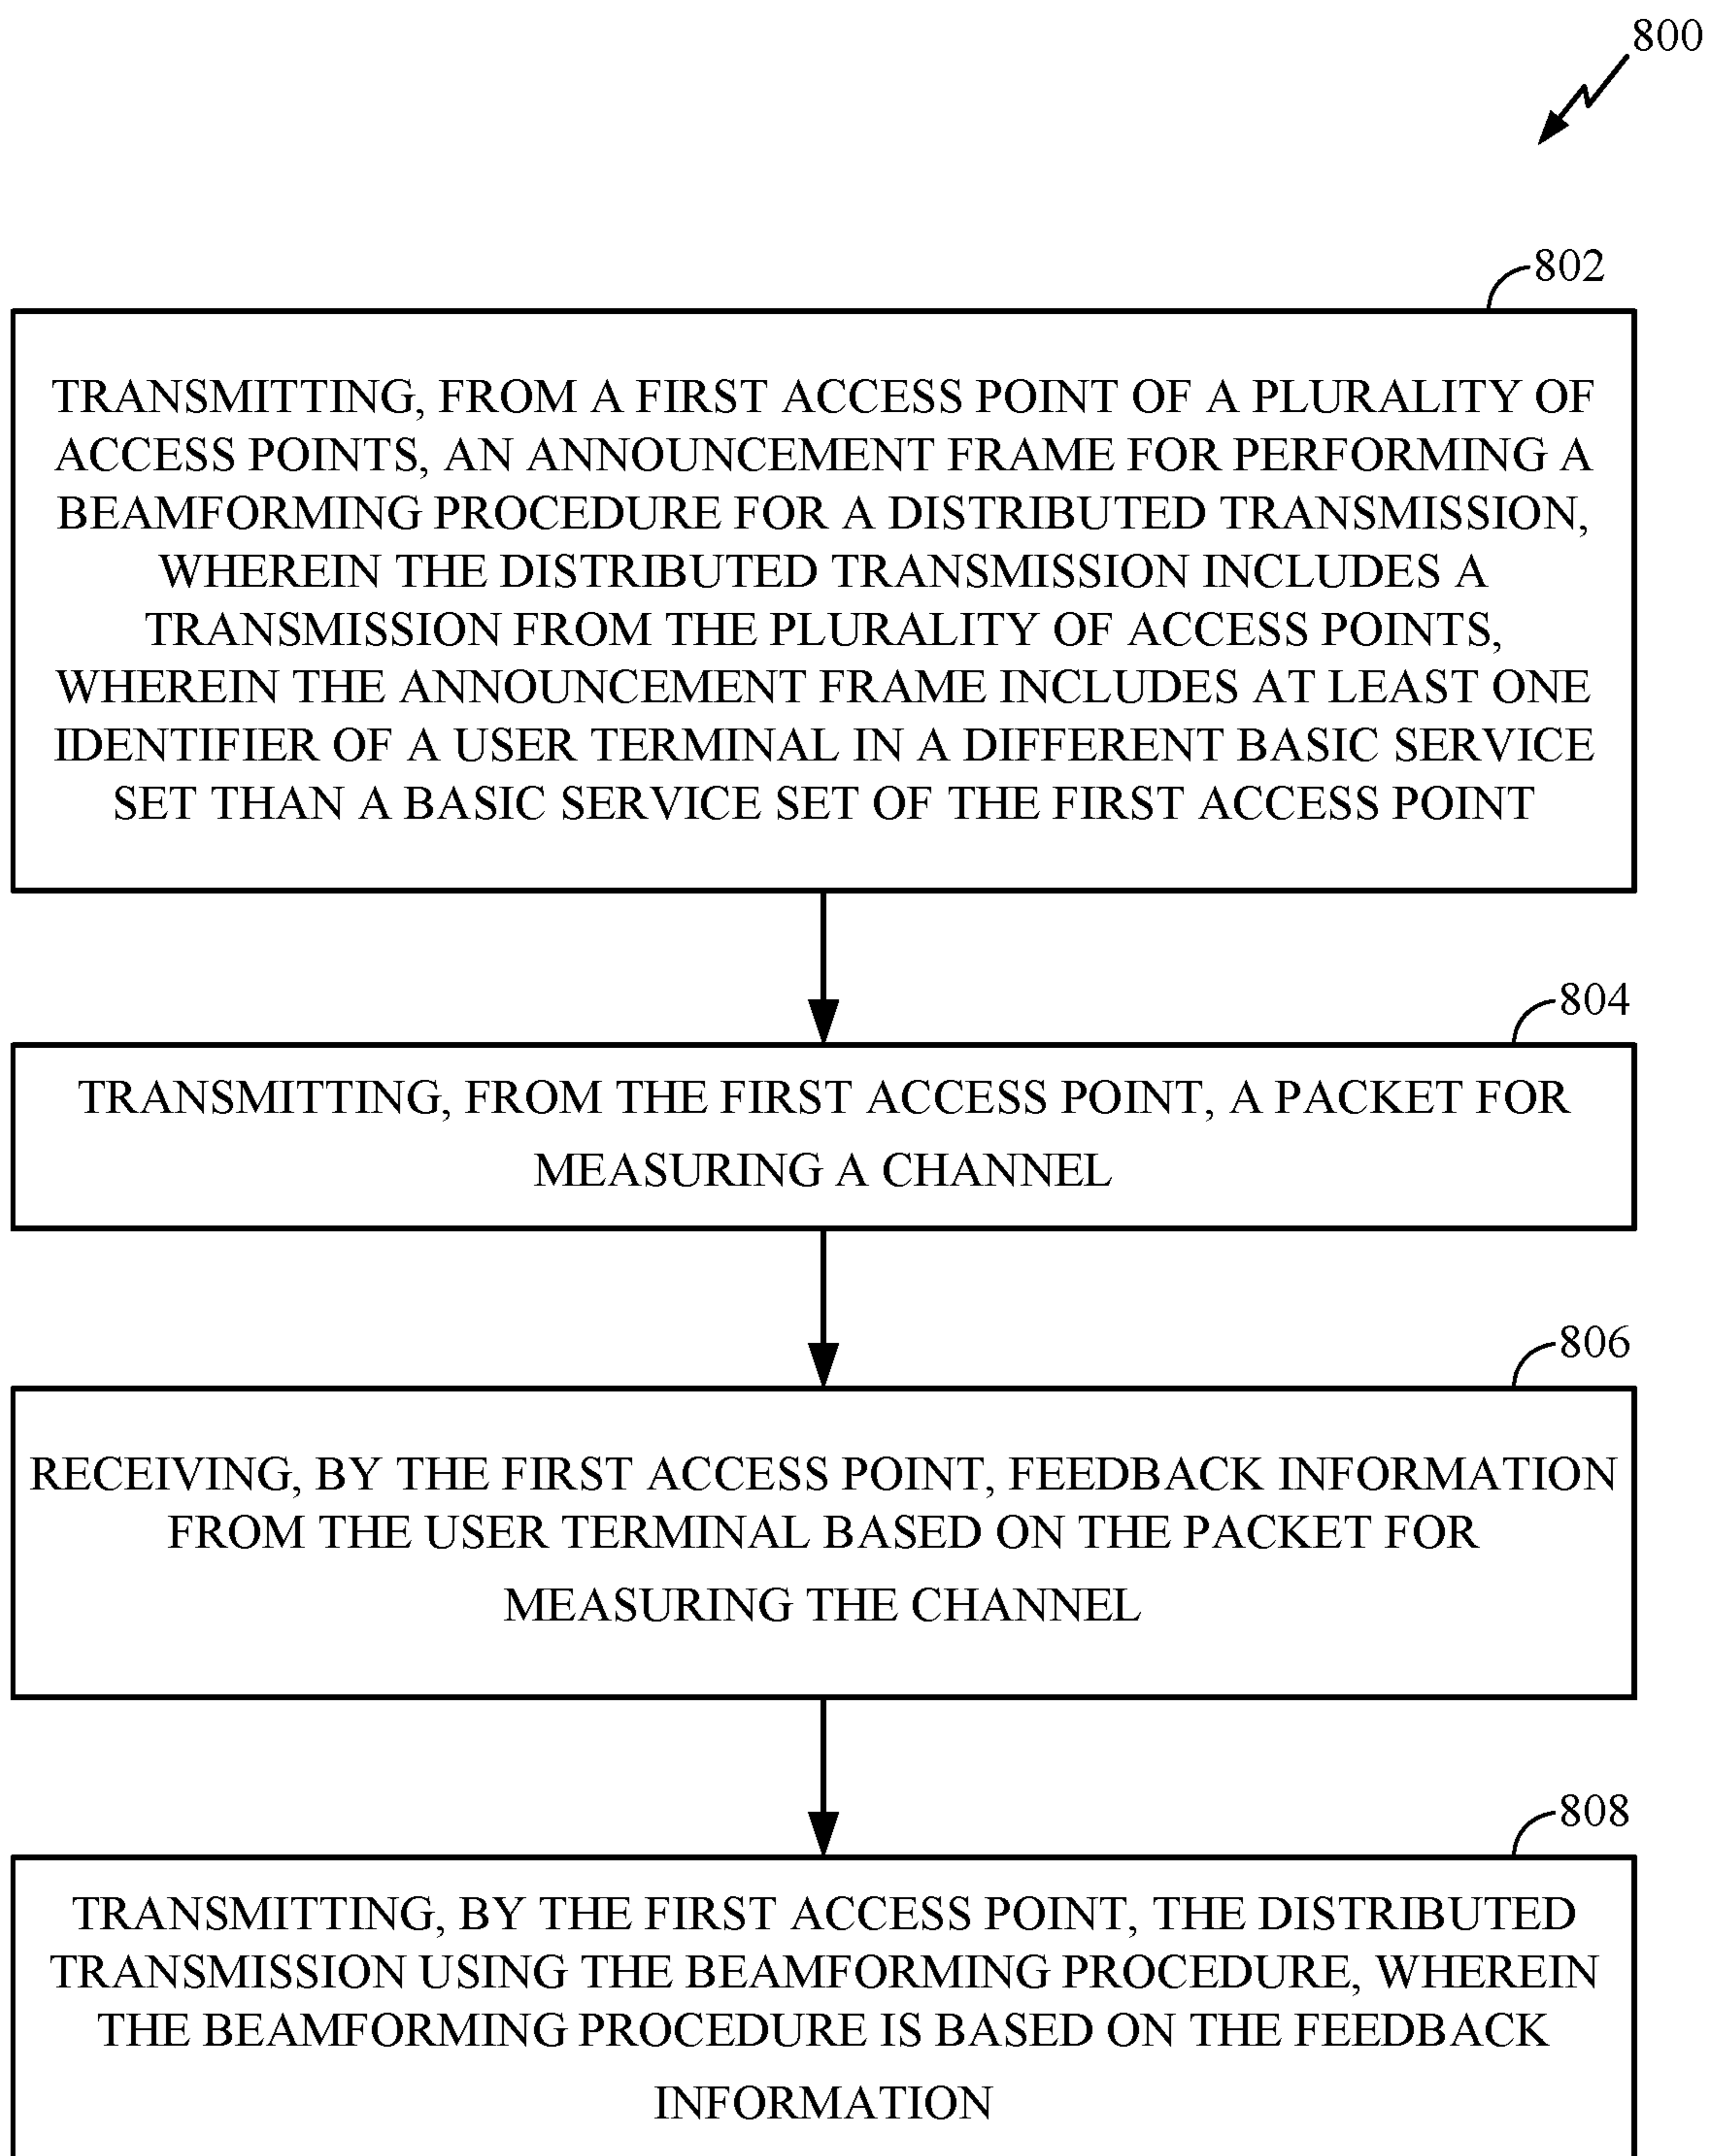 800
802
TRANSMITTING, FROM A FIRST ACCESS POINT OF A PLURALITY OF
ACCESS POINTS, AN ANNOUNCEMENT FRAME FOR PERFORMING A
BEAMFORMING PROCEDURE FOR A DISTRIBUTED TRANSMISSION,
WHEREIN THE DISTRIBUTED TRANSMISSION INCLUDES A
TRANSMISSION FROM THE PLURALITY OF ACCESS POINTS,
WHEREIN THE ANNOUNCEMENT FRAME INCLUDES AT LEAST ONE
IDENTIFIER OF A USER TERMINAL IN A DIFFERENT BASIC SERVICE
SET THAN A BASIC SERVICE SET OF THE FIRST ACCESS POINT
804
TRANSMITTING, FROM THE FIRST ACCESS POINT, A PACKET FOR
MEASURING A CHANNEL
806
RECEIVING, BY THE FIRST ACCESS POINT, FEEDBACK INFORMATION
FROM THE USER TERMINAL BASED ON THE PACKET FOR
MEASURING THE CHANNEL
808
TRANSMITTING, BY THE FIRST ACCESS POINT, THE DISTRIBUTED
TRANSMISSION USING THE BEAMFORMING PROCEDURE, WHEREIN
THE BEAMFORMING PROCEDURE IS BASED ON THE FEEDBACK
INFORMATION